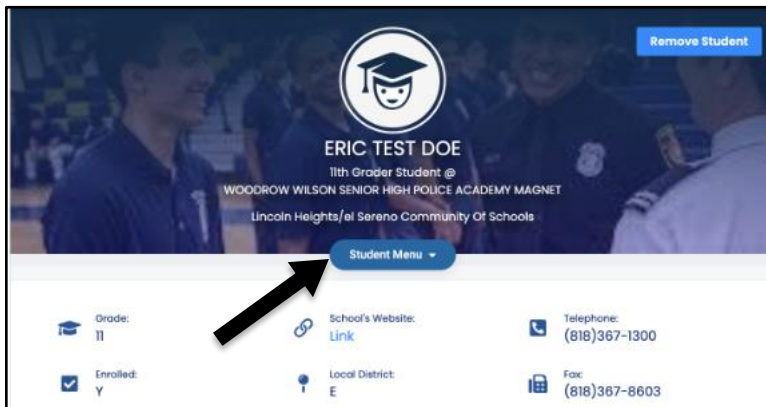 Remove Student
ERIC TEST DOE
11th Grader Student @
WOODROW WILSON SENIOR HIGH POLICE ACADEMY MAGNET
Lincoln Heights/el Sereno Community Of Schools
Student Menu
Grade:
11
School's Website:
Link
Telephone:
(818)367-1300
Enrolled:
Y
Local District:
E
Fax:
(818)367-8603